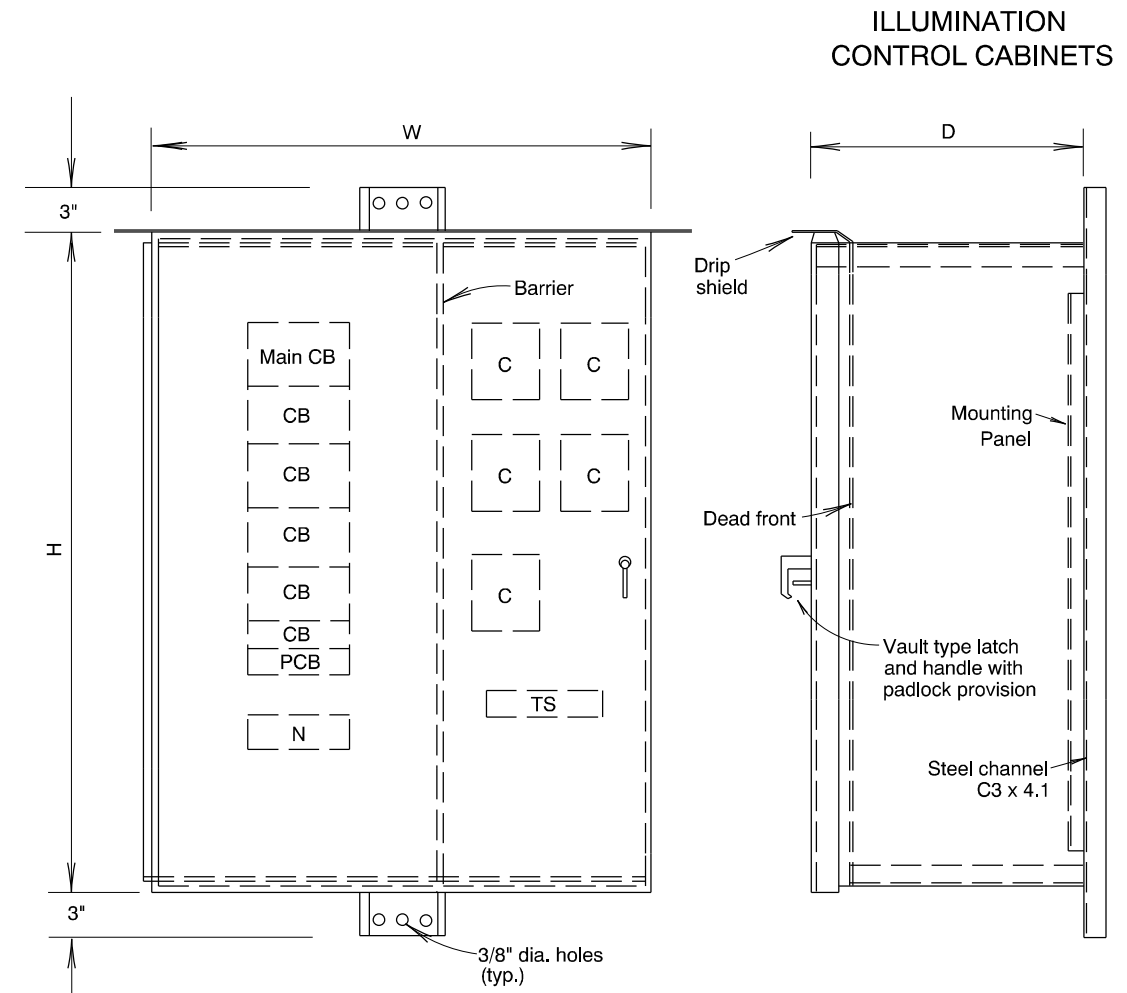 ILLUMINATION
CONTROL CABINETS
W
D
3"
Drip
shield
Barrier
Main CB
C
C
CB
Mounting
Panel
CB
C
C
Dead front
CB
H
CB
C
CB
PCB
Vault type latch
and handle with
padlock provision
TS
N
Steel channel
C3 x 4.1
3"
3/8" dia. holes
(typ.)